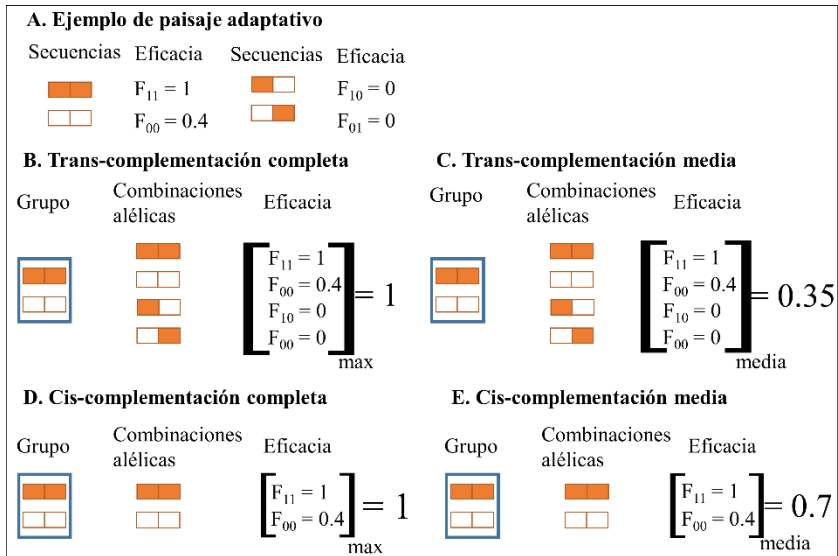 A. Ejemplo de paisaje adaptativo
Secuencias Eficacia Secuencias Eficacia
F11 = 1 F10 = 0
F00 = 0.4 F01 = 0
B. Trans-complementación completa
Grupo Combinaciones alélicas Eficacia
F11 = 1
F00 = 0.4
F10 = 0
F00 = 0
= 1
max
C. Trans-complementación media
Grupo Combinaciones alélicas Eficacia
F11 = 1
F00 = 0.4
F10 = 0
F00 = 0
= 0.35
media
D. Cis-complementación completa
Grupo Combinaciones alélicas Eficacia
F11 = 1
F00 = 0.4
= 1
max
E. Cis-complementación media
Grupo Combinaciones alélicas Eficacia
F11 = 1
F00 = 0.4
= 0.7
media